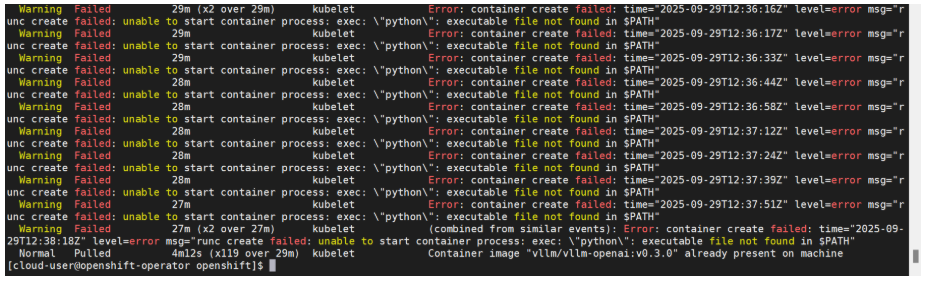 Warning  Failed          29m (x2 over 29m)     kubelet          Error: container create failed: time="2025-09-29T12:36:16Z" level=error msg="r
unc create failed: unable to start container process: exec: \"python\": executable file not found in $PATH"
Warning  Failed          29m                   kubelet          Error: container create failed: time="2025-09-29T12:36:17Z" level=error msg="r
unc create failed: unable to start container process: exec: \"python\": executable file not found in $PATH"
Warning  Failed          29m                   kubelet          Error: container create failed: time="2025-09-29T12:36:33Z" level=error msg="r
unc create failed: unable to start container process: exec: \"python\": executable file not found in $PATH"
Warning  Failed          28m                   kubelet          Error: container create failed: time="2025-09-29T12:36:44Z" level=error msg="r
unc create failed: unable to start container process: exec: \"python\": executable file not found in $PATH"
Warning  Failed          28m                   kubelet          Error: container create failed: time="2025-09-29T12:36:58Z" level=error msg="r
unc create failed: unable to start container process: exec: \"python\": executable file not found in $PATH"
Warning  Failed          28m                   kubelet          Error: container create failed: time="2025-09-29T12:37:12Z" level=error msg="r
unc create failed: unable to start container process: exec: \"python\": executable file not found in $PATH"
Warning  Failed          28m                   kubelet          Error: container create failed: time="2025-09-29T12:37:24Z" level=error msg="r
unc create failed: unable to start container process: exec: \"python\": executable file not found in $PATH"
Warning  Failed          28m                   kubelet          Error: container create failed: time="2025-09-29T12:37:39Z" level=error msg="r
unc create failed: unable to start container process: exec: \"python\": executable file not found in $PATH"
Warning  Failed          27m                   kubelet          Error: container create failed: time="2025-09-29T12:37:51Z" level=error msg="r
unc create failed: unable to start container process: exec: \"python\": executable file not found in $PATH"
Warning  Failed          27m (x2 over 27m)     kubelet          (combined from similar events): Error: container create failed: time="2025-09-
29T12:38:18Z" level=error msg="runc create failed: unable to start container process: exec: \"python\": executable file not found in $PATH"
Normal   Pulled          4m12s (x119 over 29m)  kubelet          Container image "vllm/vllm-openai:v0.3.0" already present on machine
[cloud-user@openshift-operator openshift]$